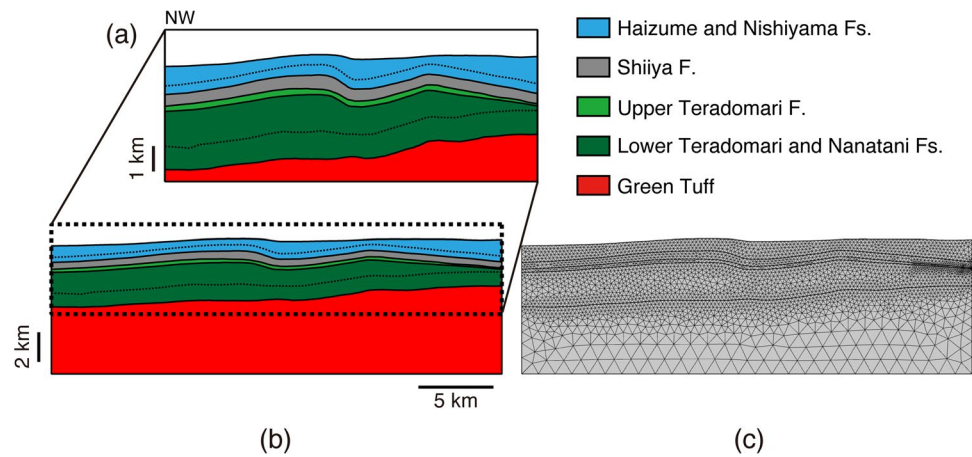 (a)
NW
Haizume and Nishiyama Fs.
Shiiya F.
Upper Teradomari F.
Lower Teradomari and Nanatani Fs.
Green Tuff
1 km
2 km
5 km
(b)
(c)